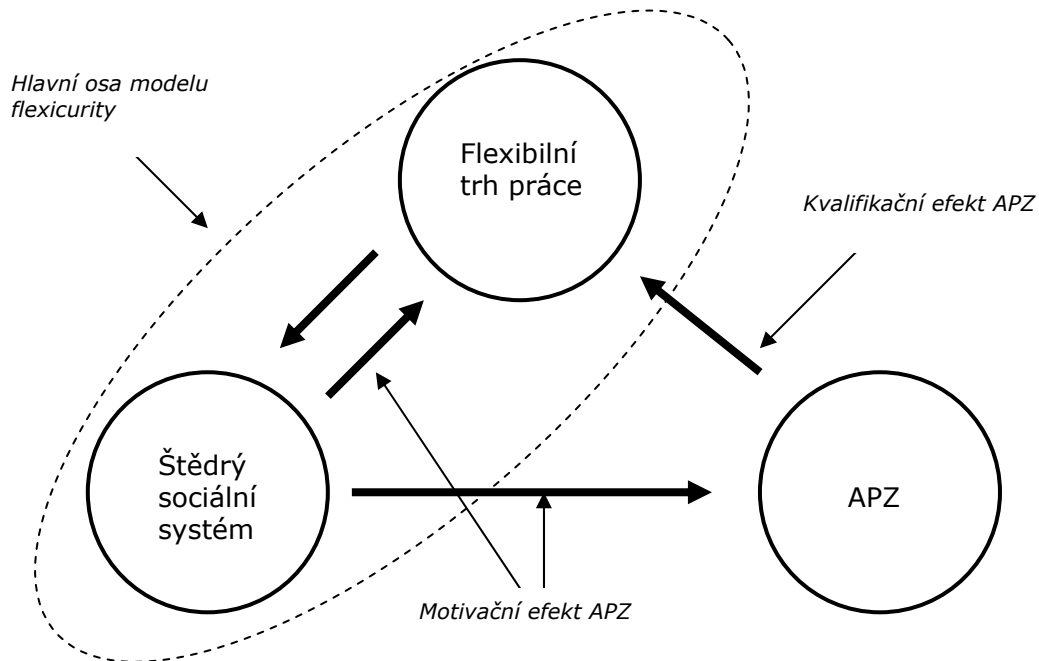 Hlavní osa modelu
flexicurity
Flexibilní
trh práce
Kvalifikační efekt APZ
Štědrý
sociální
systém
APZ
Motivační efekt APZ